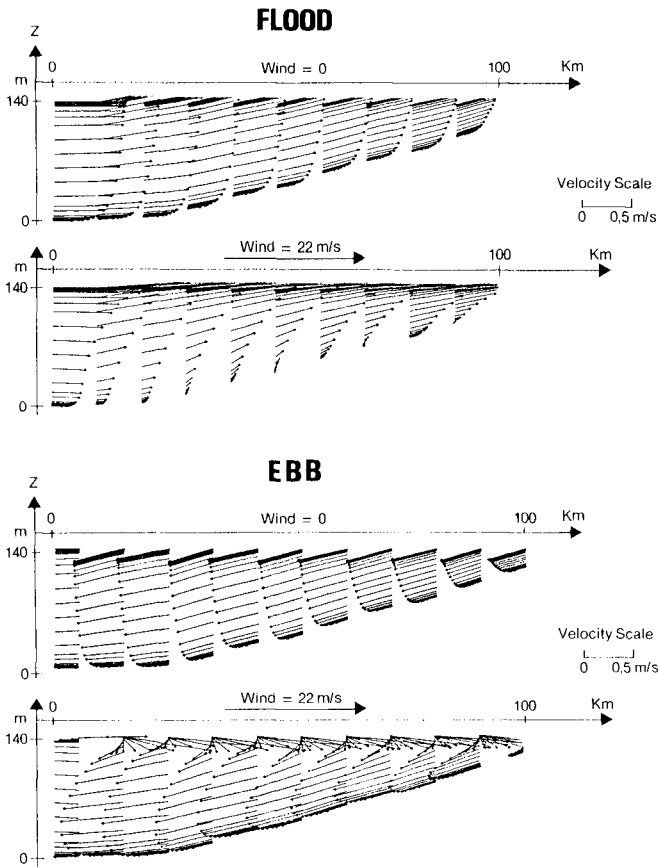 FLOOD
Z
0 Wind = 0 100 Km
m
140
0
Velocity Scale
0 0,5 m/s
Wind = 22 m/s
0 100 Km
m
140
0
EBB
Z
0 Wind = 0 100 Km
m
140
0
Velocity Scale
0 0,5 m/s
Wind = 22 m/s
0 100 Km
m
140
0